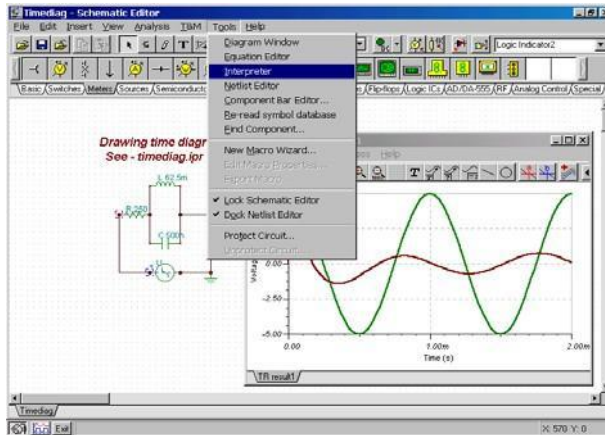 Timediag - Schematic Editor
File Edit Insert View Analysis T&M Tools Help
Logic Indicator2
Basic Switches Meters Sources Semiconducto
Flip-flops Logic ICs AD/DA-555 RF Analog Control Special
Diagram Window
Equation Editor
Interpreter
Netlist Editor
Component Bar Editor...
Re-read symbol database
Find Component...
New Macro Wizard...
Edit Macro Properties...
Export Macro
Lock Schematic Editor
Dock Netlist Editor
Protect Circuit...
Unprotect Circuit...
Drawing time diagr
See - timediag.ipr
L 62.5m
R 250
C 500n
Help
Voltag
0.00
-2.50
-5.00
0.00
1.00m
2.00m
Time (s)
TR result1
Timediag
Exit
X: 570 Y: 0